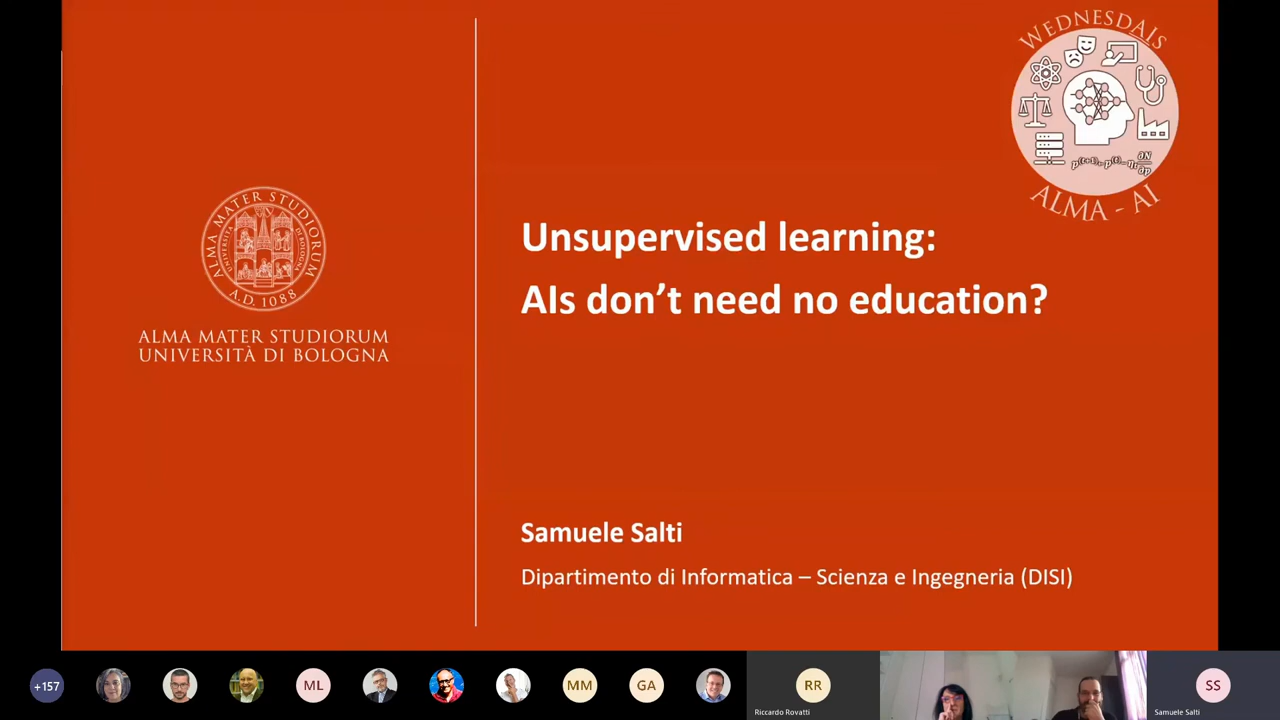 WEDNESDAIS
ALMA - AI
ALMA MATER STUDIORUM
A.D. 1088
ALMA MATER STUDIORUM
UNIVERSITÀ DI BOLOGNA
Unsupervised learning:
AIs don’t need no education?
Samuele Salti
Dipartimento di Informatica – Scienza e Ingegneria (DISI)
+157
ML
MM
GA
RR
Riccardo Rovatti
SS
Samuele Salti